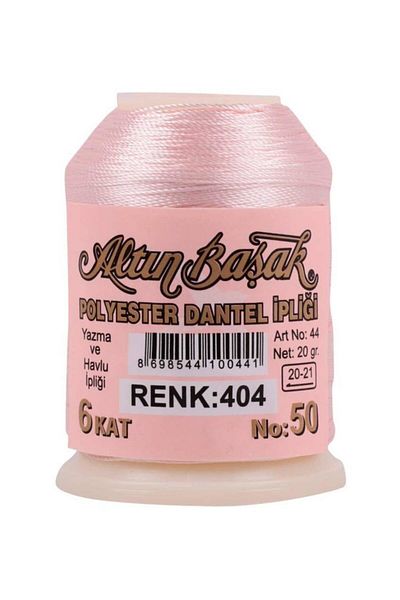 Altın Başak®
POLYESTER DANTEL İPLİĞİ
Yazma
ve
Havlu
İpliği
8 698544 100441
Art No: 44
Net: 20 gr.
20-21
RENK:404
6 KAT
No:50